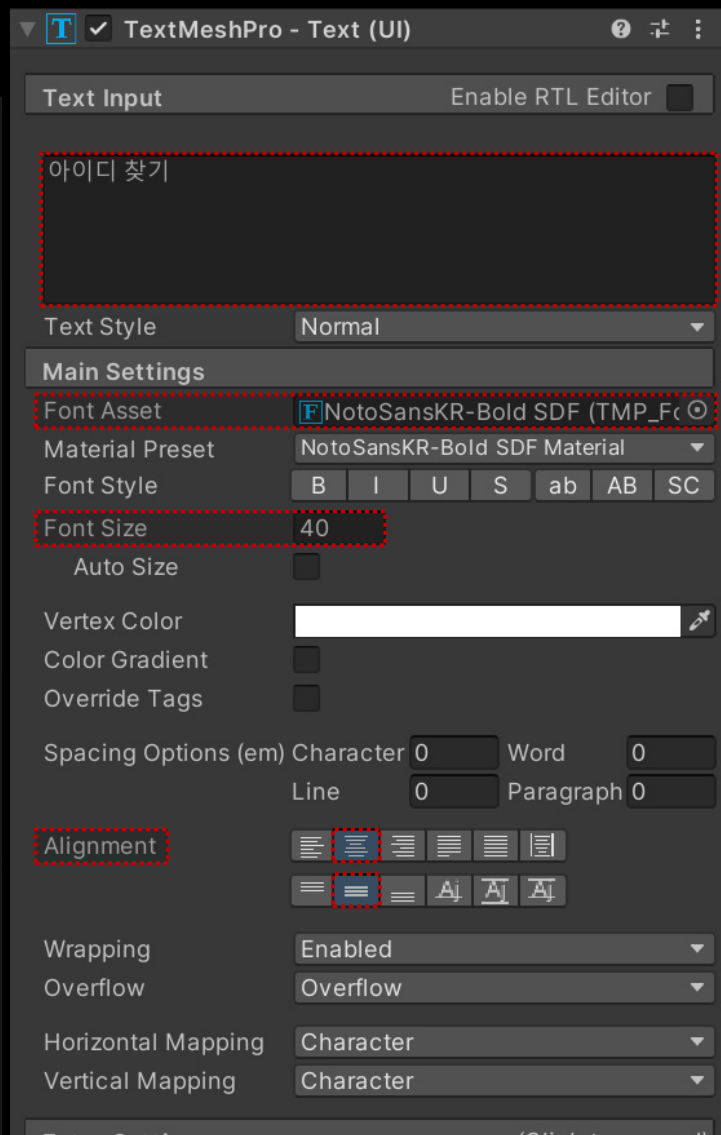 TextMeshPro - Text (UI)
Text Input Enable RTL Editor
아이디 찾기
Text Style Normal
Main Settings
Font Asset NotoSansKR-Bold SDF (TMP_Fo
Material Preset NotoSansKR-Bold SDF Material
Font Style B I U S ab AB SC
Font Size 40
Auto Size
Vertex Color
Color Gradient
Override Tags
Spacing Options (em) Character 0 Word 0
Line 0 Paragraph 0
Alignment
Wrapping Enabled
Overflow Overflow
Horizontal Mapping Character
Vertical Mapping Character